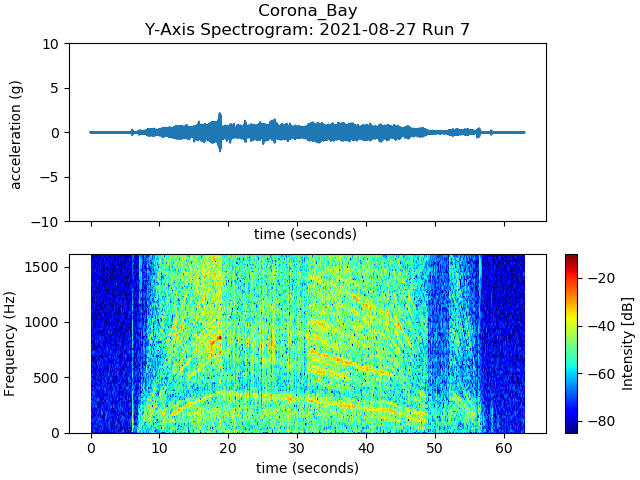 Corona_Bay
Y-Axis Spectrogram: 2021-08-27 Run 7
10
5
0
−5
−10
acceleration (g)
time (seconds)
1500
1000
500
0
Frequency (Hz)
0 10 20 30 40 50 60
time (seconds)
−20
−40
−60
−80
Intensity [dB]